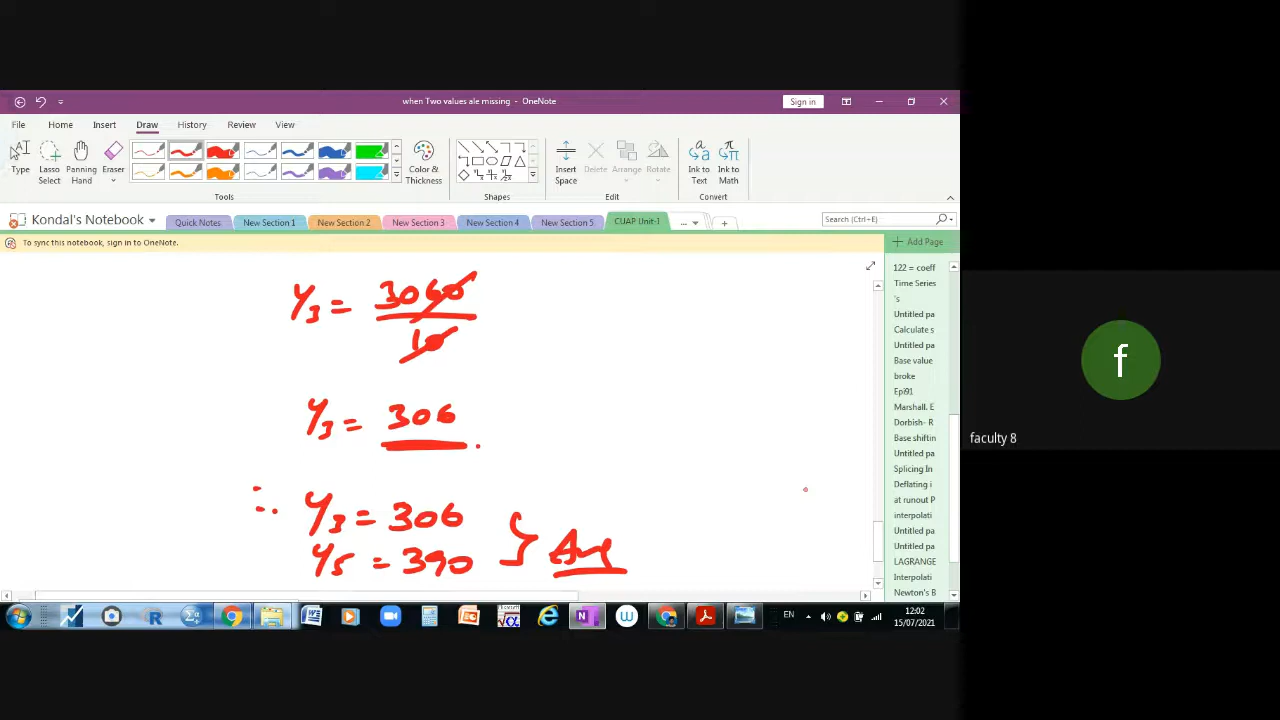 when Two values ale missing - OneNote
Sign in
File
Home
Insert
Draw
History
Review
View
Type
Lasso Select
Panning Hand
Eraser
Color & Thickness
Insert Space
Delete
Arrange
Rotate
Ink to Text
Ink to Math
Tools
Shapes
Edit
Convert
Kondal's Notebook
Quick Notes
New Section 1
New Section 2
New Section 3
New Section 4
New Section 5
CUAP Unit-1
...
Search (Ctrl+E)
To sync this notebook, sign in to OneNote.
Add Page
y3 = 3060
10
y3 = 306
∴ y3 = 306
y5 = 390 } Ans
122 = coeff
Time Series
's
Untitled pa
Calculate s
Untitled pa
Base value
broke
Epi91
Marshall. E
Dorbish- R
Base shiftin
Untitled pa
Splicing In
Deflating i
at runout P
interpolati
Untitled pa
Untitled pa
LAGRANGE
Interpolati
Newton's B
f
faculty 8
EN
12:02
15/07/2021